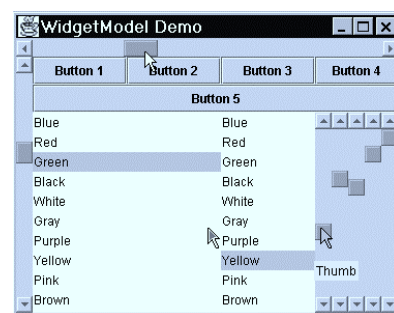 WidgetModel Demo
Button 1 Button 2 Button 3 Button 4
Button 5
Blue Blue
Red Red
Green Green
Black Black
White White
Gray Gray
Purple Purple
Yellow Yellow
Thumb
Pink Pink
Brown Brown